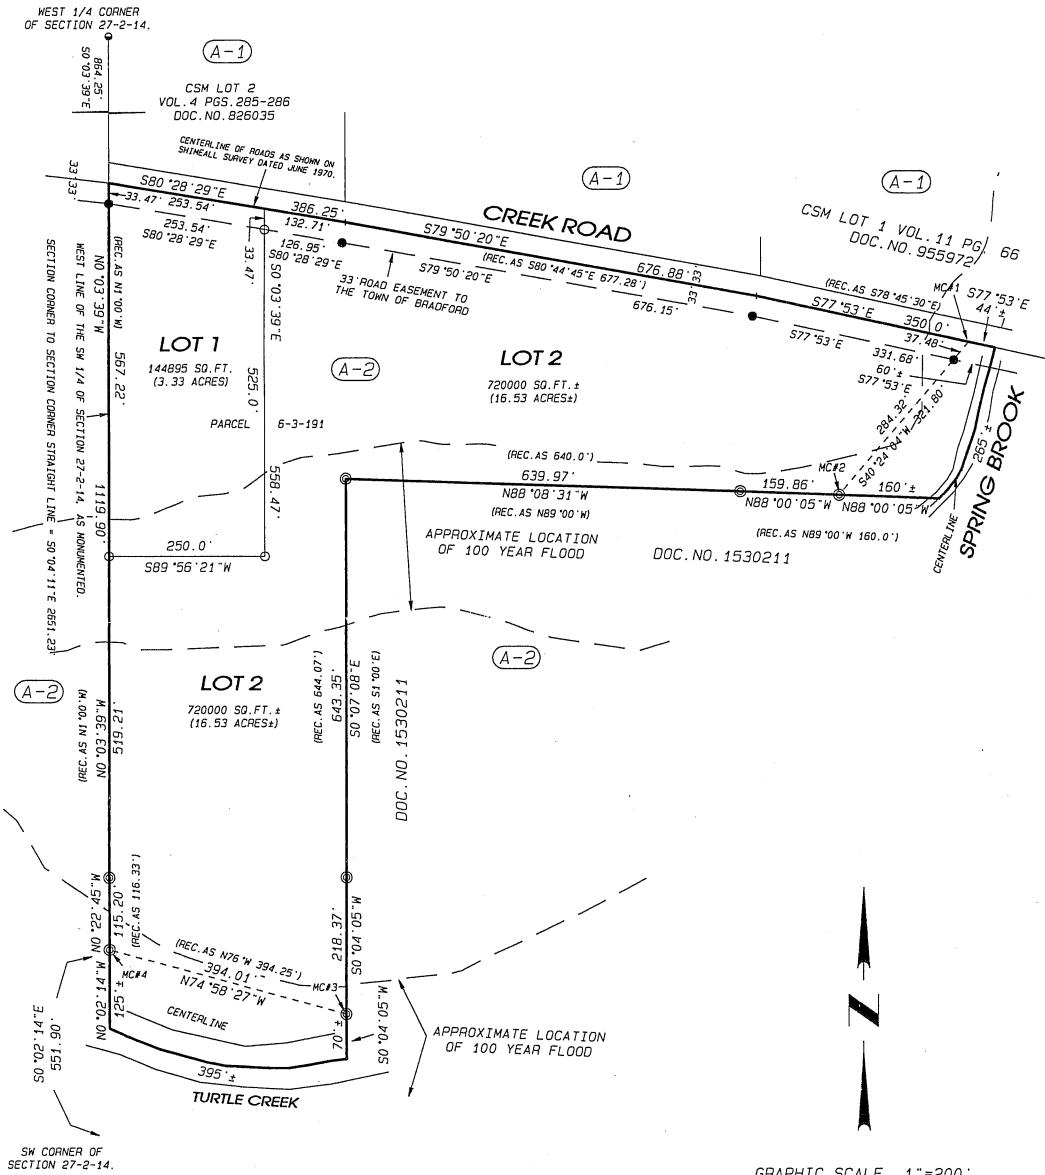 WEST 1/4 CORNER
OF SECTION 27-2-14.
864.25'
S0°03'39"E
A-1
CSM LOT 2
VOL.4 PGS.285-286
DOC.NO.826035
CENTERLINE OF ROADS AS SHOWN ON
SHIMEALL SURVEY DATED JUNE 1970.
A-1
A-1
33.33'
S80°28'29"E
386.25'
CREEK ROAD
CSM LOT 1 VOL.11 PG 66
DOC.NO.955972
33.47'
253.54'
132.71'
S79°50'20"E
253.54'
S80°28'29"E
126.95'
S80°28'29"E
(REC.AS S80°44'45"E 677.28')
676.88'
33'
33'
(REC.AS S78°45'30"E)
MC#1
S77°53'E
44'±
S77°53'E
350.0'
37.48'
33.47'
S0°03'39"E
33'ROAD EASEMENT TO
THE TOWN OF BRADFORD
S79°50'20"E
676.15'
S77°53'E
331.68'
60'±
S77°53'E
(REC.AS N1°00'W)
N0°03'39"W
567.22'
1119.90'
WEST LINE OF THE SW 1/4 OF SECTION 27-2-14, AS MONUMENTED.
SECTION CORNER TO SECTION CORNER STRAIGHT LINE = S0°04'11"E 2651.23'
LOT 1
144895 SQ.FT.
(3.33 ACRES)
525.0'
558.47'
A-2
LOT 2
720000 SQ.FT.±
(16.53 ACRES±)
PARCEL 6-3-191
284.32'
S40°24'04"W 321.80'
265'±
SPRING BROOK
CENTERLINE
(REC.AS 640.0')
639.97'
N88°08'31"W
(REC.AS N89°00'W)
MC#2
159.86'
N88°00'50"W
160'±
N88°00'50"W
(REC.AS N89°00'W 160.0')
250.0'
S89°56'21"W
APPROXIMATE LOCATION
OF 100 YEAR FLOOD
DOC.NO.1530211
A-2
A-2
LOT 2
720000 SQ.FT.±
(16.53 ACRES±)
(REC.AS 644.07')
643.35'
S0°07'08"E
(REC.AS S1°00'E)
DOC.NO.1530211
(REC.AS N1°00'W)
N0°03'39"W
519.21'
N0°22'45"W
115.20'
(REC.AS 116.33')
218.37'
S0°04'05"W
(REC.AS N76°W 394.25')
394.01'
N74°58'27"W
MC#4
MC#3
N0°02'14"W
125'±
CENTERLINE
70'±
S0°04'05"W
S0°02'14"E
551.90'
APPROXIMATE LOCATION
OF 100 YEAR FLOOD
395'±
TURTLE CREEK
N
SW CORNER OF
SECTION 27-2-14.
GRAPHIC SCALE 1"=200'